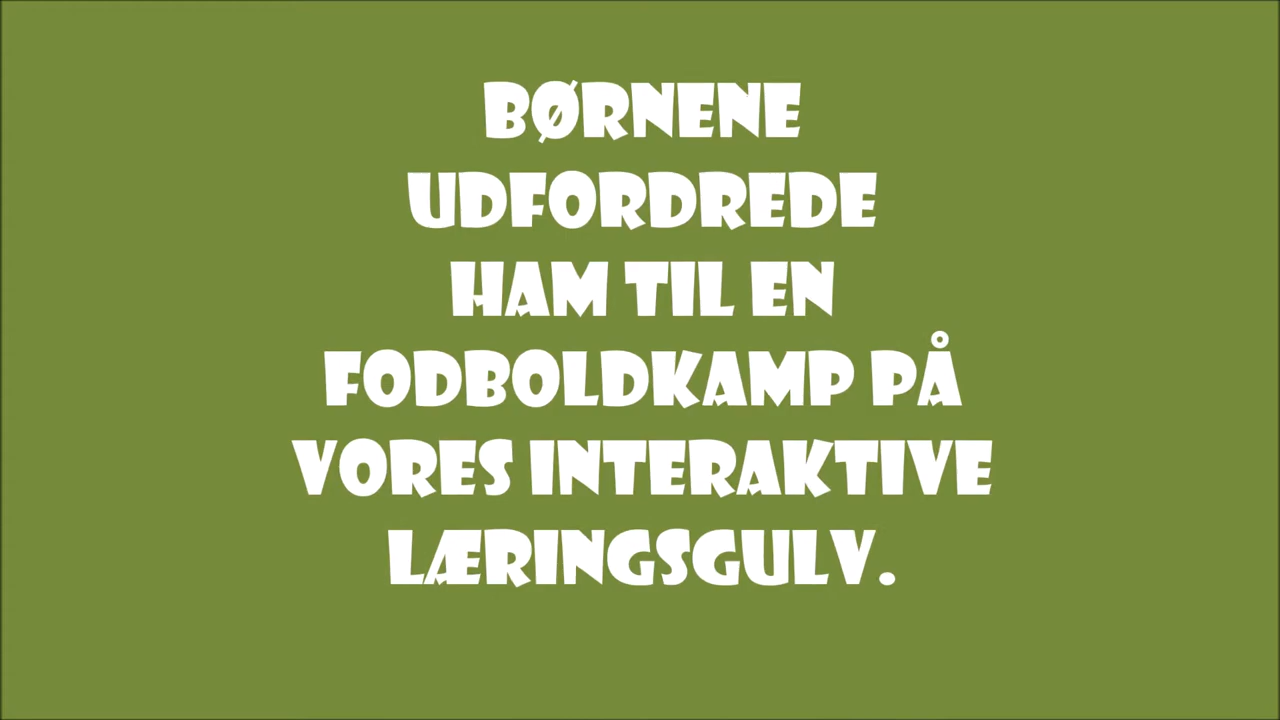 BØRNENE
UDFORDREDE
HAM TIL EN
FODBOLDKAMP PÅ
VORES INTERAKTIVE
LÆRINGSGULV.